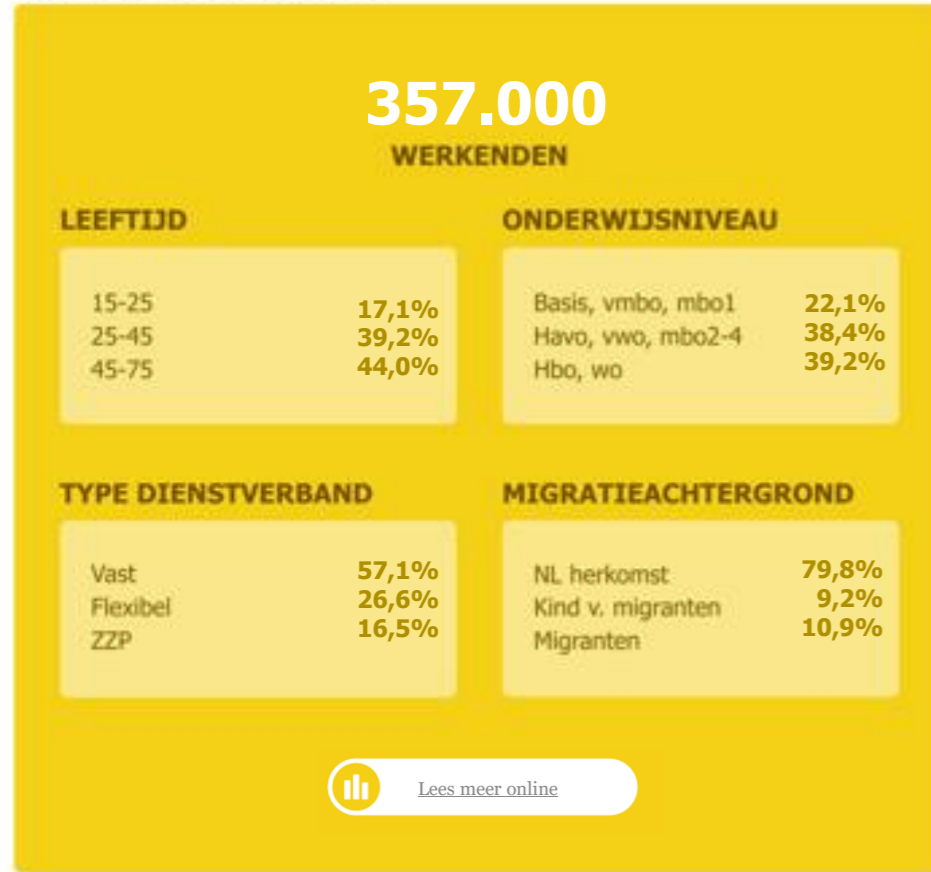 357.000
WERKENDEN
LEEFTIJD
15-25 17,1%
25-45 39,2%
45-75 44,0%
ONDERWIJSNIVEAU
Basis, vmbo, mbo1 22,1%
Havo, vwo, mbo2-4 38,4%
Hbo, wo 39,2%
TYPE DIENSTVERBAND
Vast 57,1%
Flexibel 26,6%
ZZP 16,5%
MIGRATIEACHTERGROND
NL herkomst 79,8%
Kind v. migranten 9,2%
Migranten 10,9%
Lees meer online